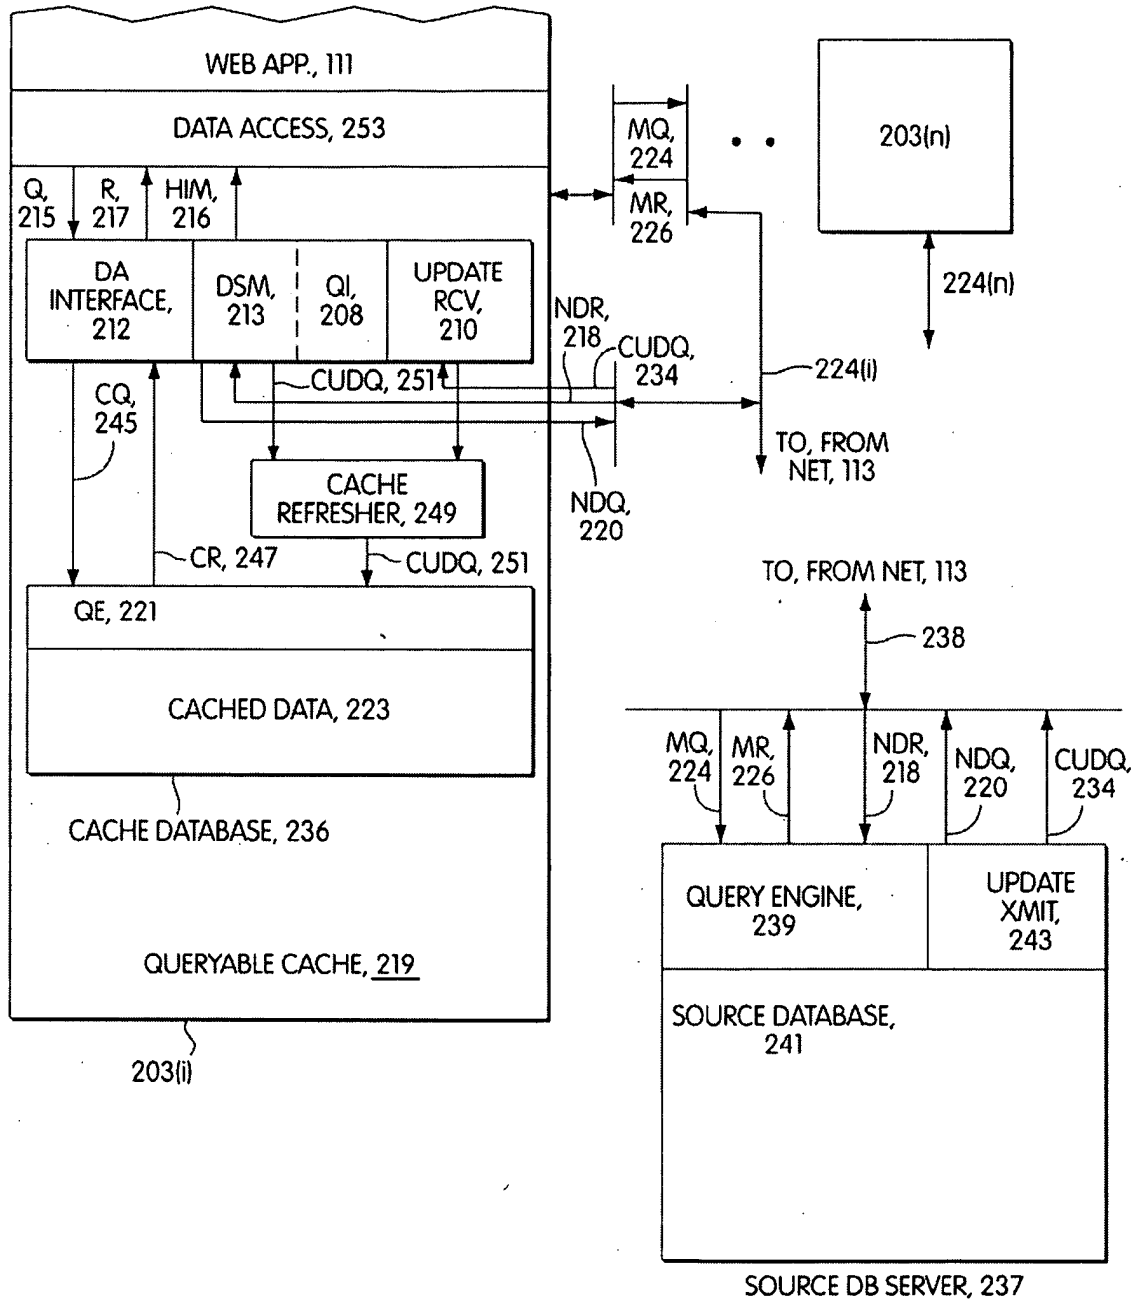 WEB APP., 111
DATA ACCESS, 253
Q,
215
R,
217
HIM,
216
DA
INTERFACE,
212
DSM,
213
QI,
208
UPDATE
RCV,
210
CUDQ, 251
CQ,
245
CACHE
REFRESHER, 249
CR, 247
CUDQ, 251
QE, 221
CACHED DATA, 223
CACHE DATABASE, 236
QUERYABLE CACHE, 219
203(i)
MQ,
224
MR,
226
203(n)
224(n)
NDR,
218
CUDQ,
234
224(i)
TO, FROM
NET, 113
NDQ,
220
TO, FROM NET, 113
238
MQ,
224
MR,
226
NDR,
218
NDQ,
220
CUDQ,
234
QUERY ENGINE,
239
UPDATE
XMIT,
243
SOURCE DATABASE,
241
SOURCE DB SERVER, 237